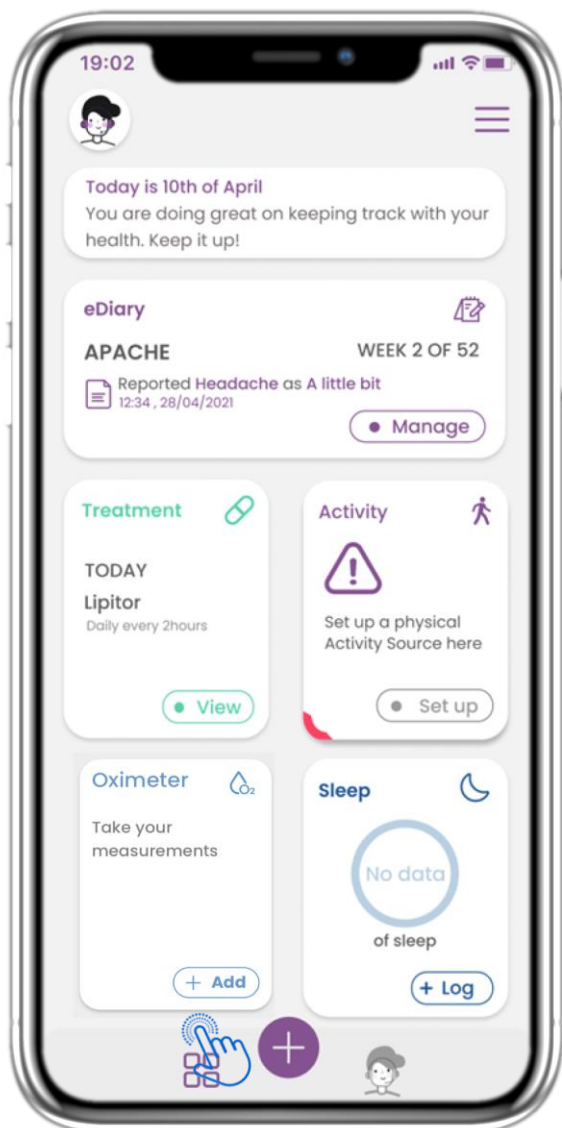 19:02
Today is 10th of April
You are doing great on keeping track with your
health. Keep it up!
eDiary
APACHE
WEEK 2 OF 52
Reported Headache as A little bit
12:34 , 28/04/2021
Manage
Treatment
TODAY
Lipitor
Daily every 2hours
View
Activity
!
Set up a physical
Activity Source here
Set up
Oximeter
O2
Take your
measurements
+ Add
Sleep
No data
of sleep
+ Log
+